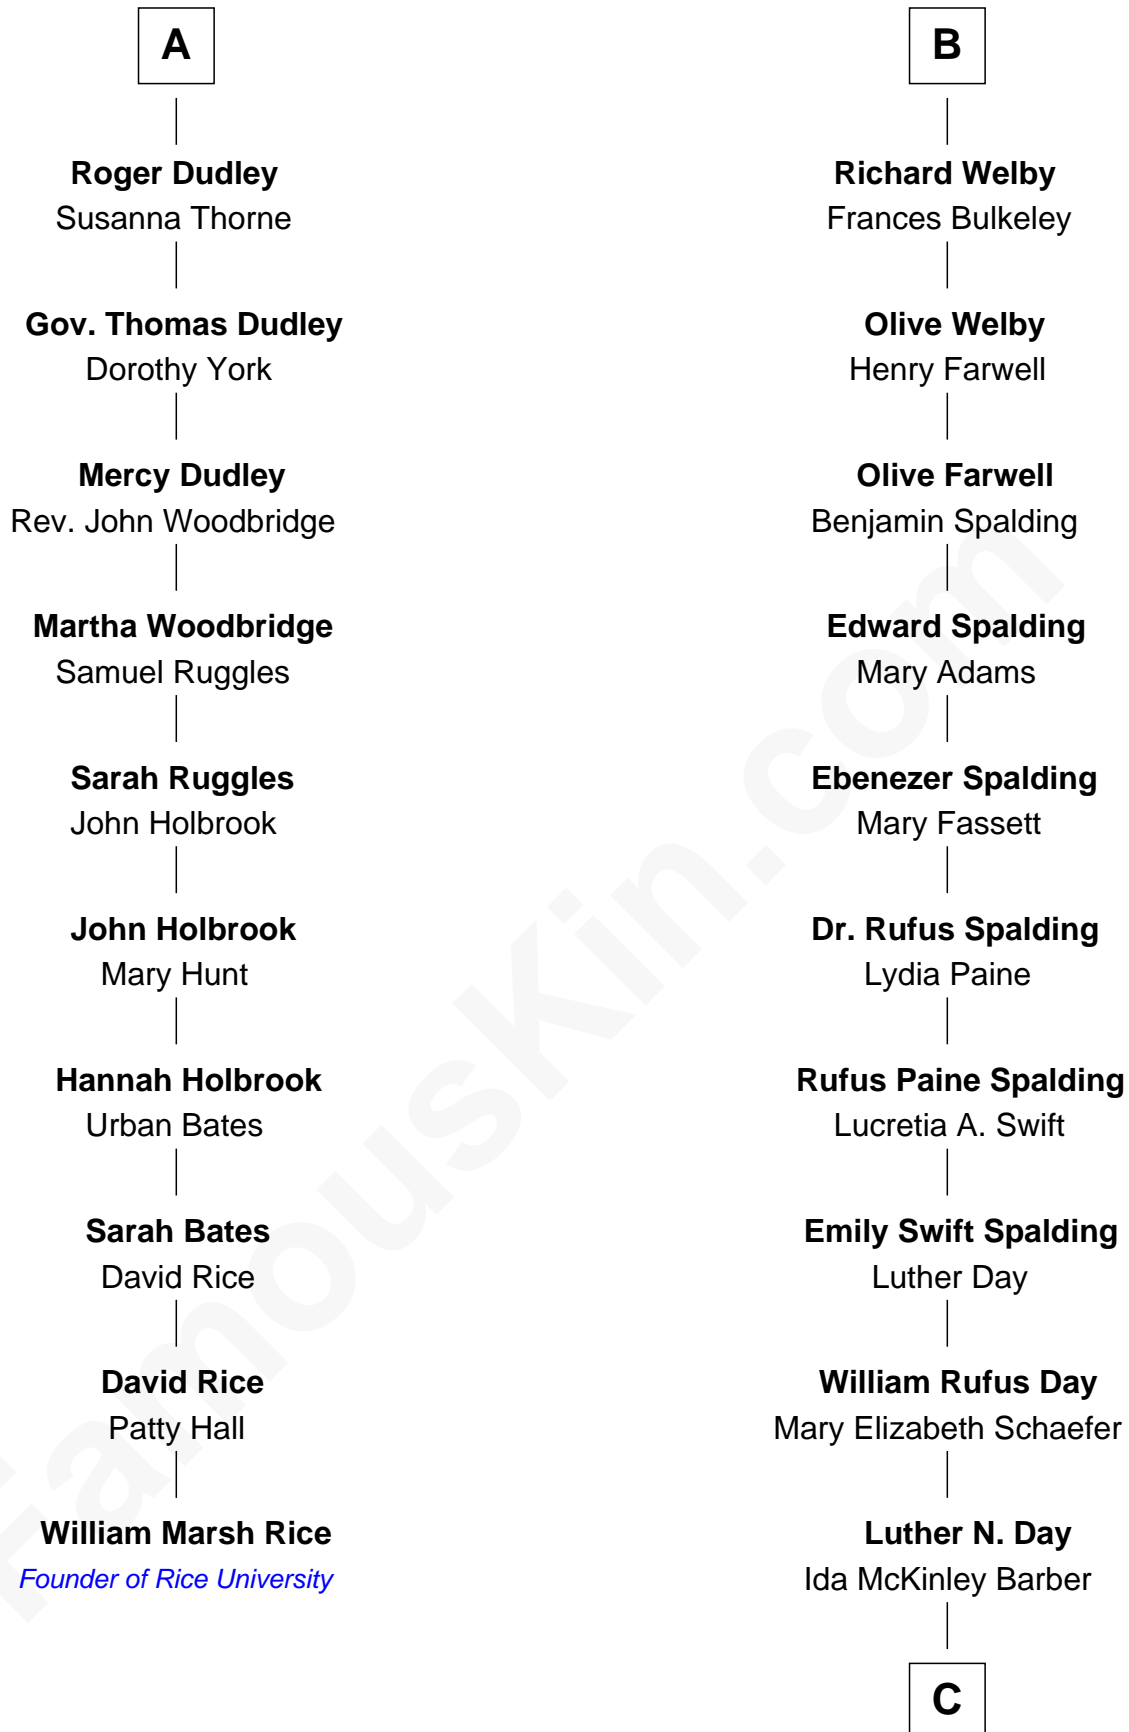 A
Roger Dudley
Susanna Thorne
Gov. Thomas Dudley
Dorothy York
Mercy Dudley
Rev. John Woodbridge
Martha Woodbridge
Samuel Ruggles
Sarah Ruggles
John Holbrook
John Holbrook
Mary Hunt
Hannah Holbrook
Urban Bates
Sarah Bates
David Rice
David Rice
Patty Hall
William Marsh Rice
Founder of Rice University
B
Richard Welby
Frances Bulkeley
Olive Welby
Henry Farwell
Olive Farwell
Benjamin Spalding
Edward Spalding
Mary Adams
Ebenezer Spalding
Mary Fassett
Dr. Rufus Spalding
Lydia Paine
Rufus Paine Spalding
Lucretia A. Swift
Emily Swift Spalding
Luther Day
William Rufus Day
Mary Elizabeth Schaefer
Luther N. Day
Ida McKinley Barber
C
FamousKin.com